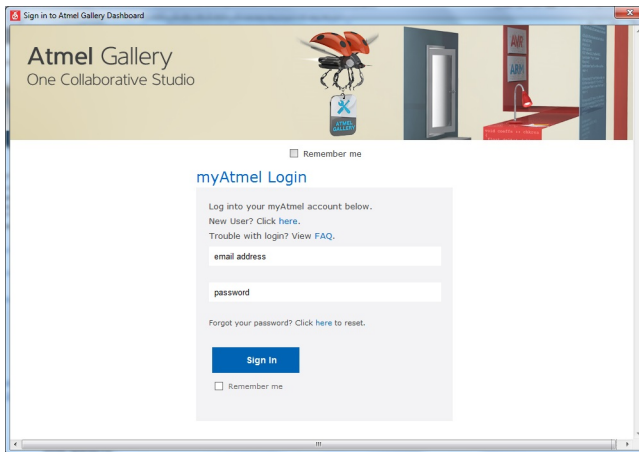 Sign in to Atmel Gallery Dashboard
Atmel Gallery
One Collaborative Studio
AVR
ARM
ATMEL
GALLERY
Remember me
myAtmel Login
Log into your myAtmel account below.
New User? Click here.
Trouble with login? View FAQ.
email address
password
Forgot your password? Click here to reset.
Sign In
Remember me